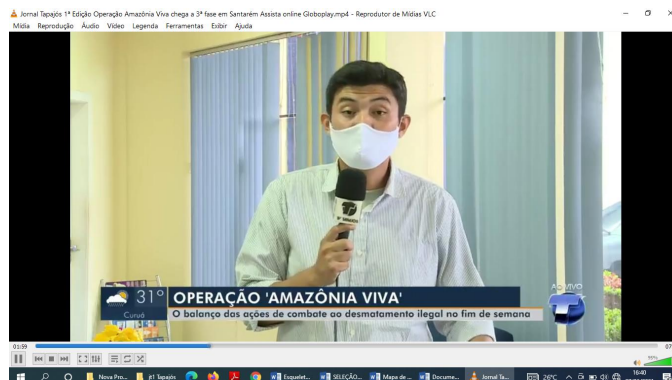 Jornal Tapajós 1ª Edição Operação Amazônia Viva chega a 3ª fase em Santarém Assista online Globoplay.mp4 - Reprodutor de Mídias VLC
Mídia Reprodução Áudio Vídeo Legenda Ferramentas Exibir Ajuda
AO VIVO
31° OPERAÇÃO 'AMAZÔNIA VIVA'
Curuá O balanço das ações de combate ao desmatamento ilegal no fim de semana
01:59
jt1 Tapajós
Nova Pro...
Esquelet...
SELEÇÃO...
Mapa de ...
Docume...
Jornal Ta...
26°C
16:40